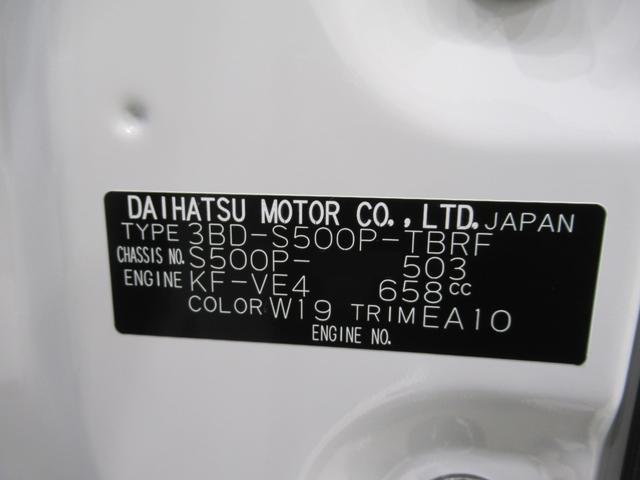 DAIHATSU MOTOR CO., LTD. JAPAN
TYPE 3BD-S500P-TBRF
CHASSIS NO. S500P- 503
ENGINE KF-VE4 658cc
COLOR W19 TRIM EA10
ENGINE NO.